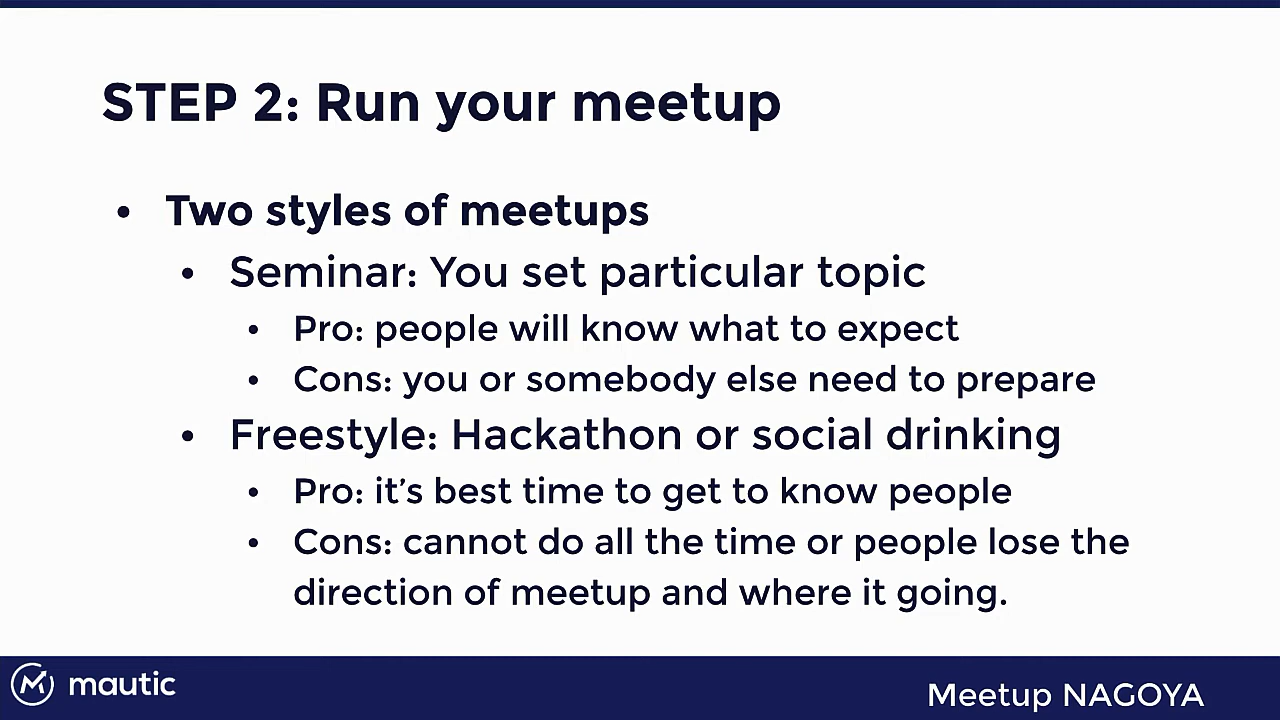 STEP 2: Run your meetup
• Two styles of meetups
• Seminar: You set particular topic
• Pro: people will know what to expect
• Cons: you or somebody else need to prepare
• Freestyle: Hackathon or social drinking
• Pro: it’s best time to get to know people
• Cons: cannot do all the time or people lose the
direction of meetup and where it going.
mautic
Meetup NAGOYA